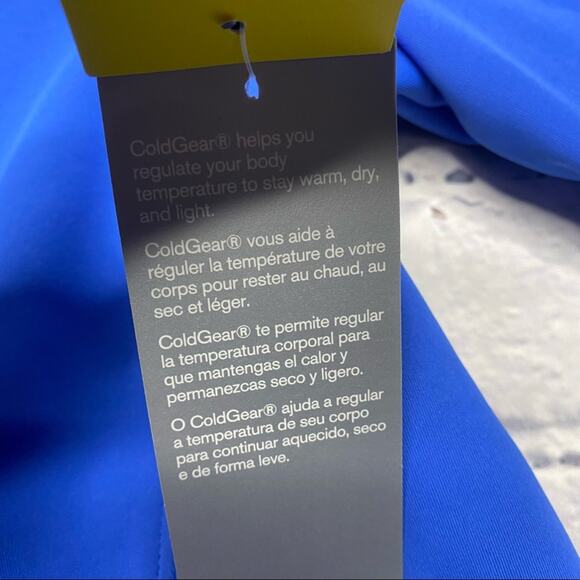 ColdGear® helps you
regulate your body
temperature to stay warm, dry,
and light.
ColdGear® vous aide à
réguler la température de votre
corps pour rester au chaud, au
sec et léger.
ColdGear® te permite regular
la temperatura corporal para
que mantengas el calor y
permanezcas seco y ligero.
O ColdGear® ajuda a regular
a temperatura de seu corpo
para continuar aquecido, seco
e de forma leve.